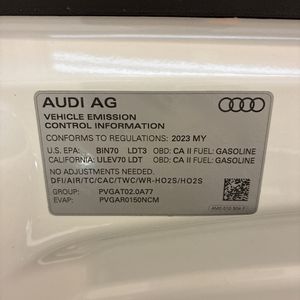 AUDI AG
VEHICLE EMISSION
CONTROL INFORMATION
CONFORMS TO REGULATIONS: 2023 MY
U.S. EPA: BIN70 LDT3 OBD: CA II FUEL: GASOLINE
CALIFORNIA: ULEV70 LDT OBD: CA II FUEL: GASOLINE
NO ADJUSTMENTS NEEDED.
DFI/AIR/TC/CAC/TWC/WR-HO2S/HO2S
GROUP: PVGAT02.0A77
EVAP: PVGAR0150NCM